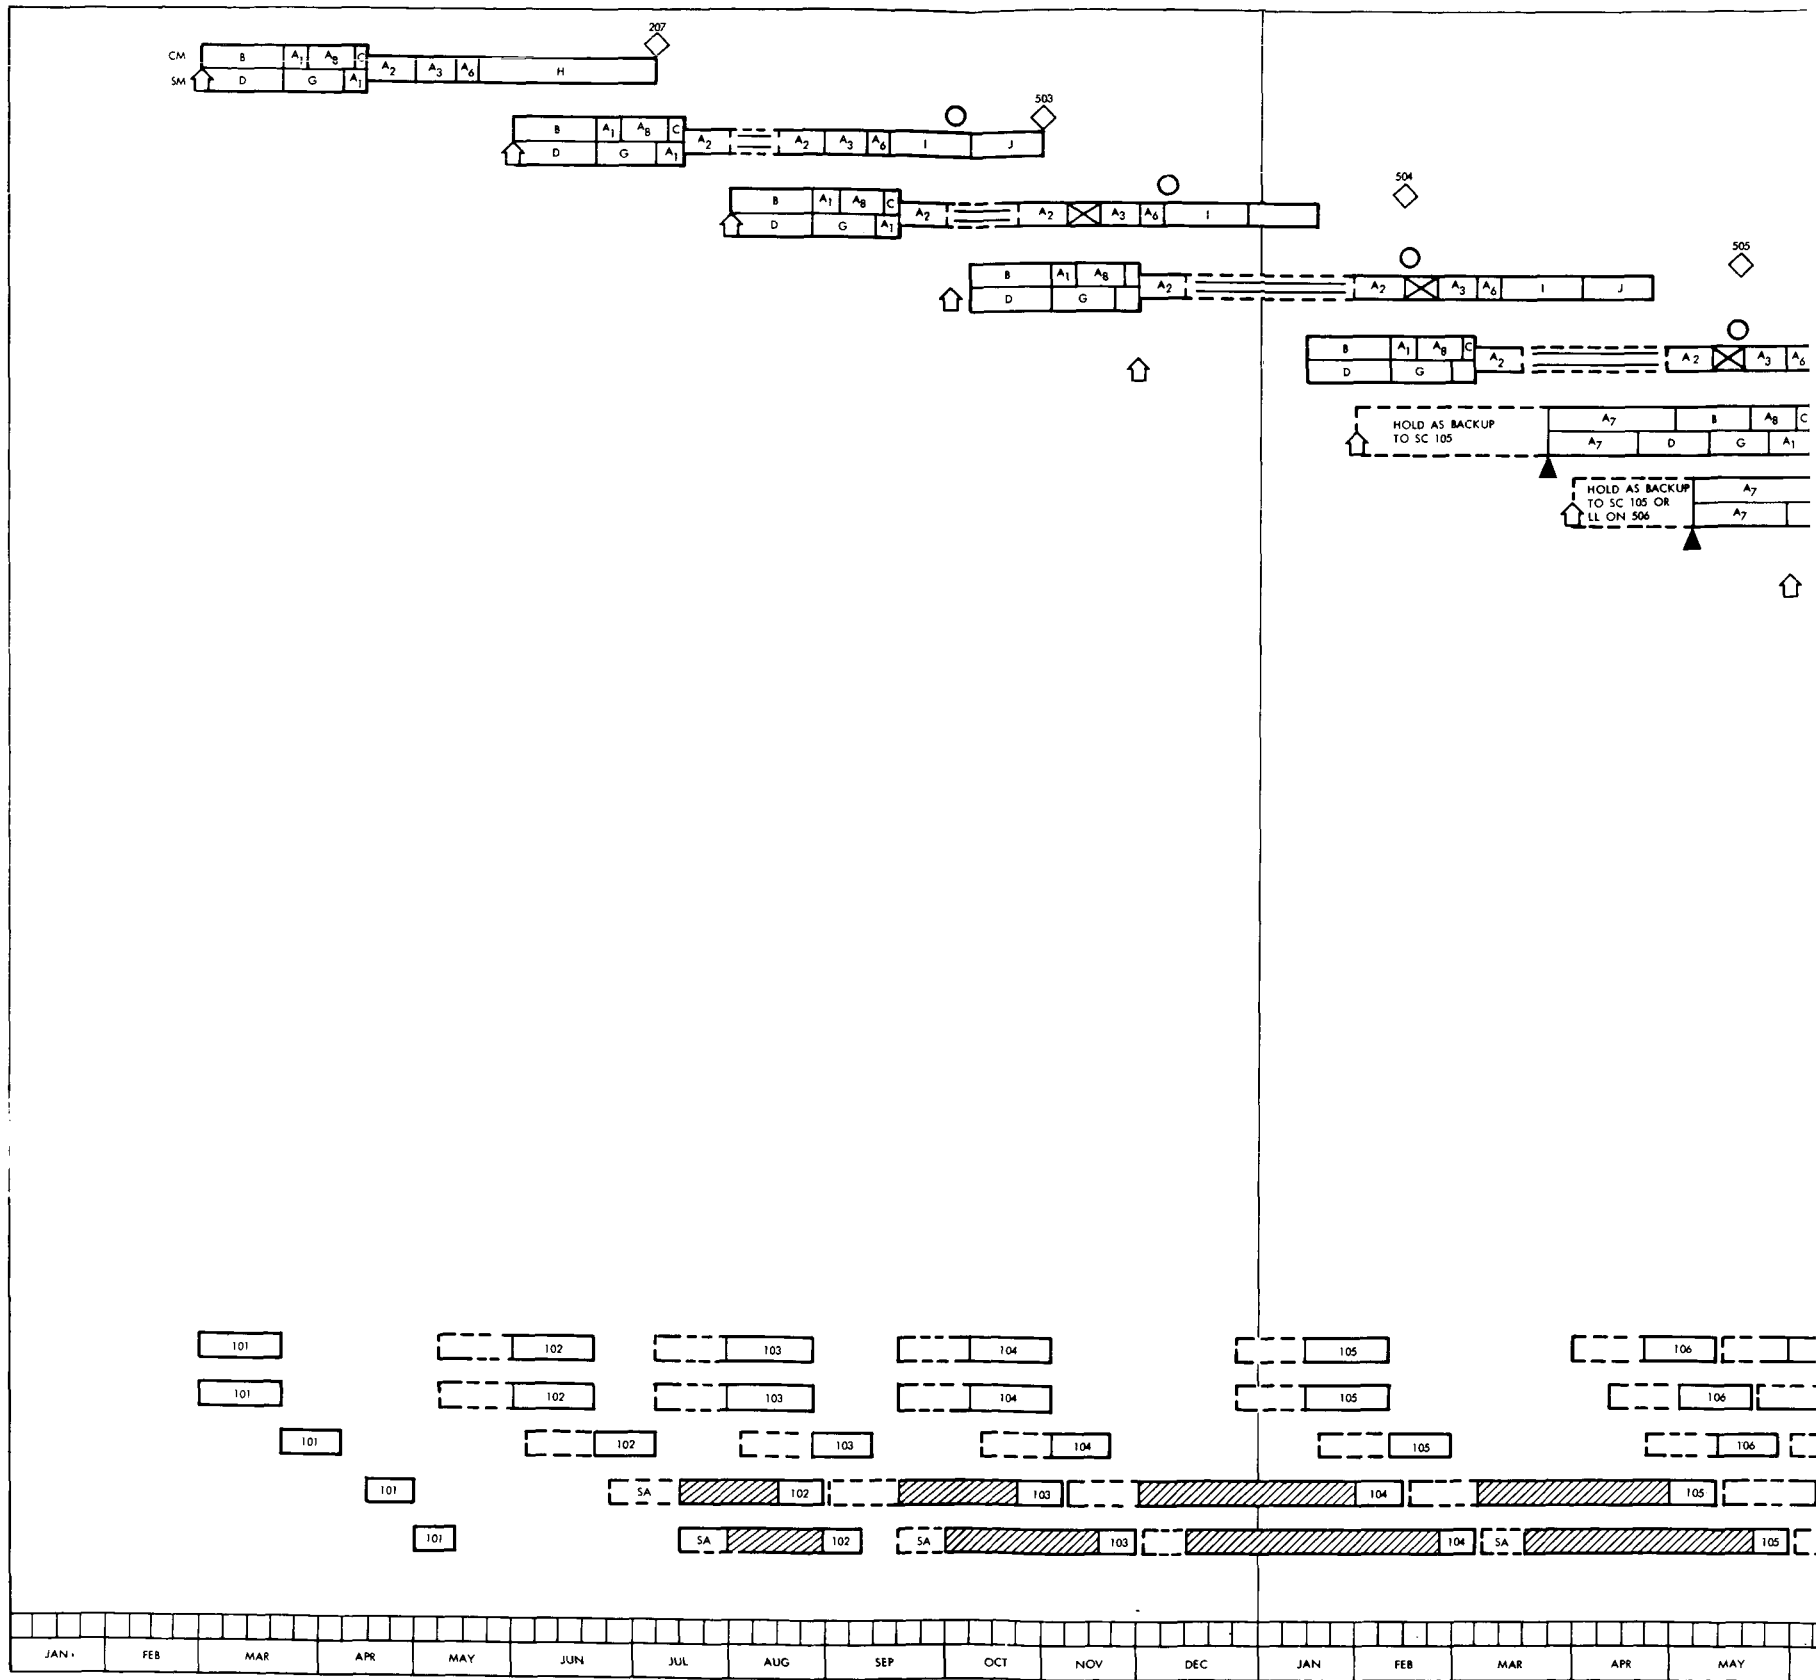 207
CM B A1 A8 C A2 A3 A6 H
SM D G A1
503
B A1 A8 C A2 A2 A3 A6 I J
D G A1
504
B A1 A8 C A2 A2 A3 A6 I
D G A1
505
B A1 A8 A2 A2 A3 A6 I J
D G
B A1 A8 C A2 A2 A3 A6
D G
HOLD AS BACKUP A7 B A8 C
TO SC 105 A7 D G A1
HOLD AS BACKUP A7
TO SC 105 OR A7
LL ON 506
101 102 103 104 105 106
101 102 103 104 105 106
101 102 103 104 105 106
101 SA 102 103 104 105
101 SA 102 SA 103 104 SA 105
JAN. FEB MAR APR MAY JUN JUL AUG SEP OCT NOV DEC JAN FEB MAR APR MAY